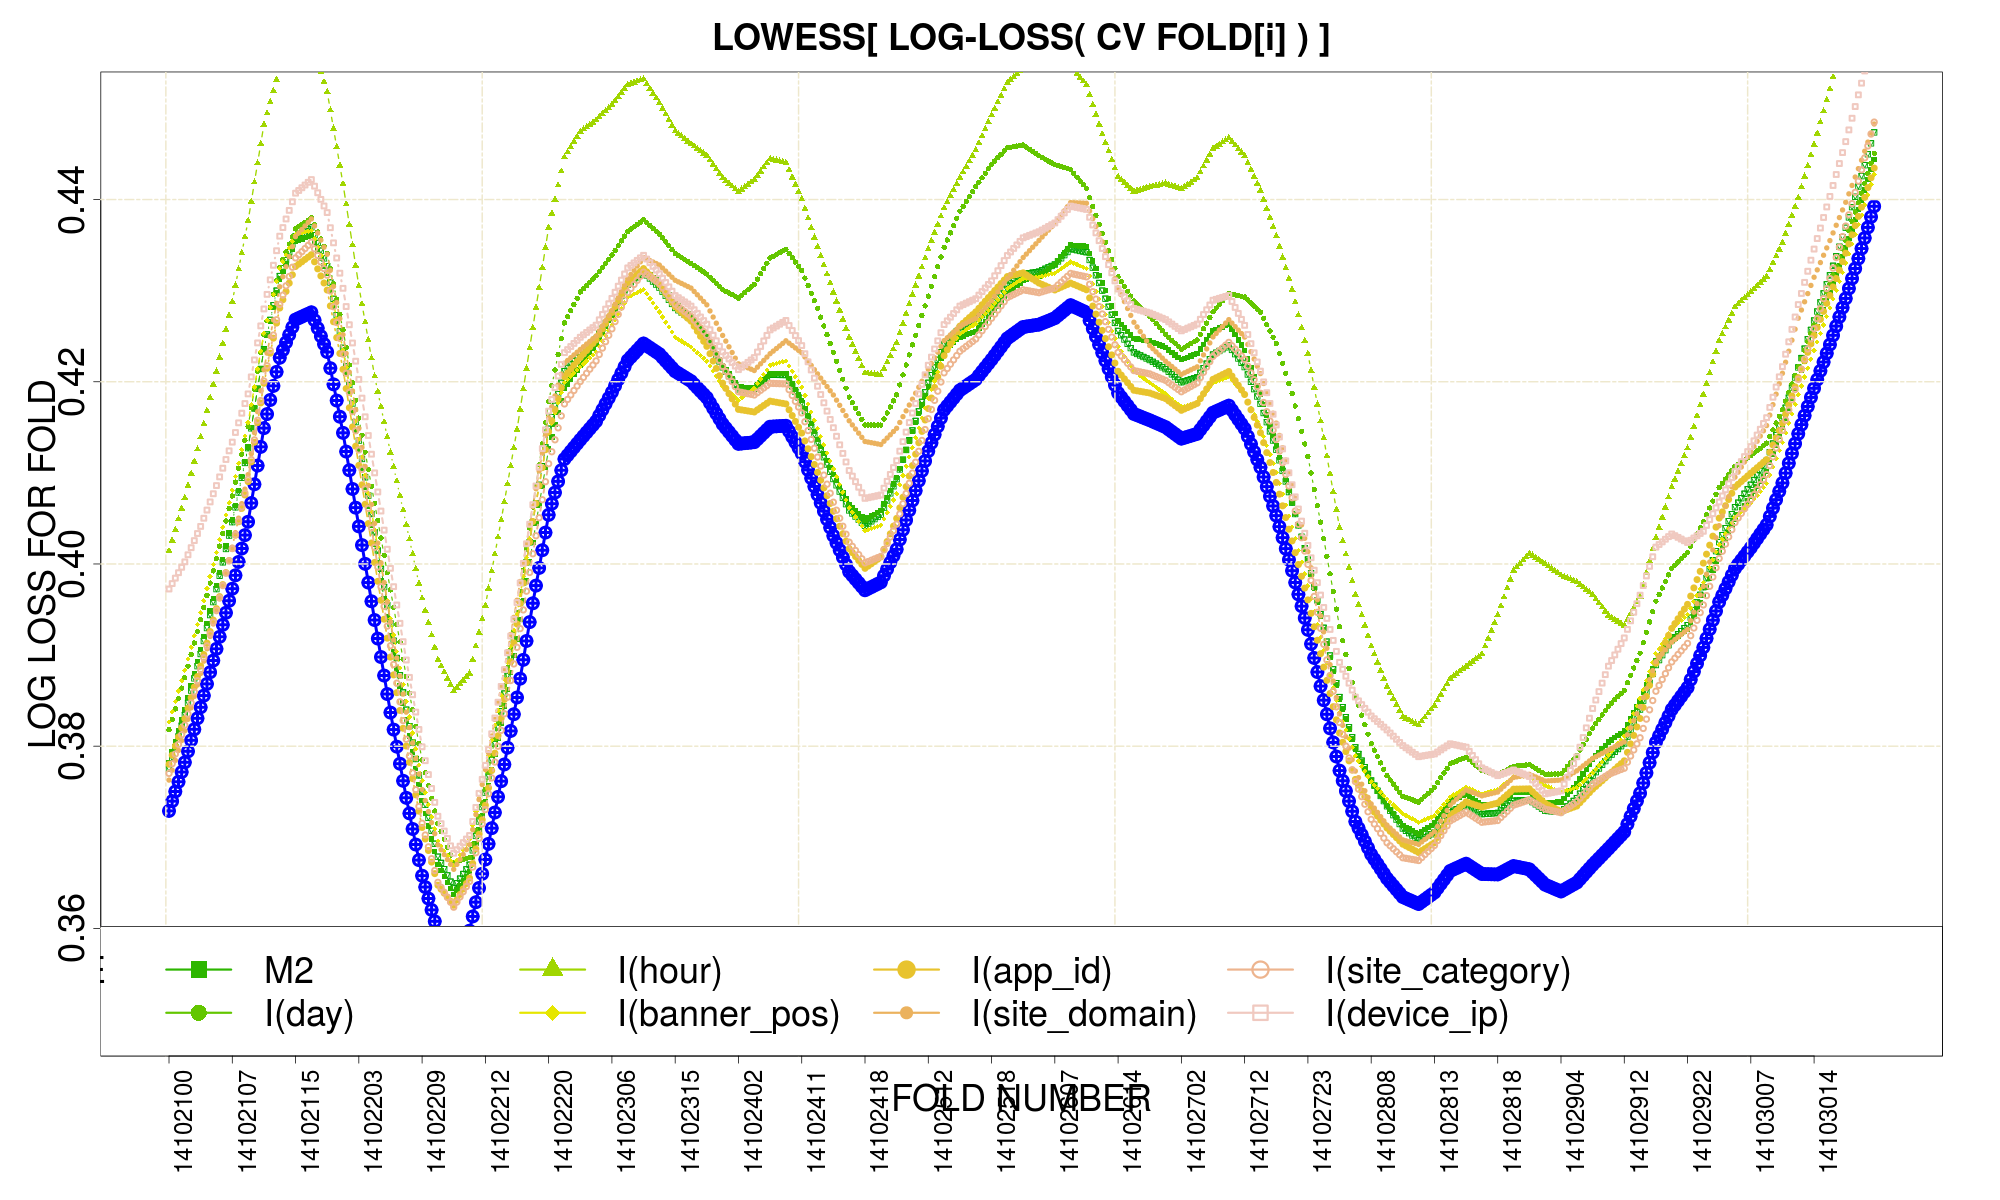 LOWESS[ LOG-LOSS( CV FOLD[i] ) ]
LOG LOSS FOR FOLD
0.44
0.42
0.40
0.38
0.36
M2
I(hour)
I(app_id)
I(site_category)
I(day)
I(banner_pos)
I(site_domain)
I(device_ip)
14102100
14102107
14102115
14102203
14102209
14102212
14102220
14102306
14102315
14102402
14102411
14102418
14102702
14102712
14102723
14102808
14102813
14102818
14102904
14102912
14102922
14103007
14103014
FOLD NUMBER